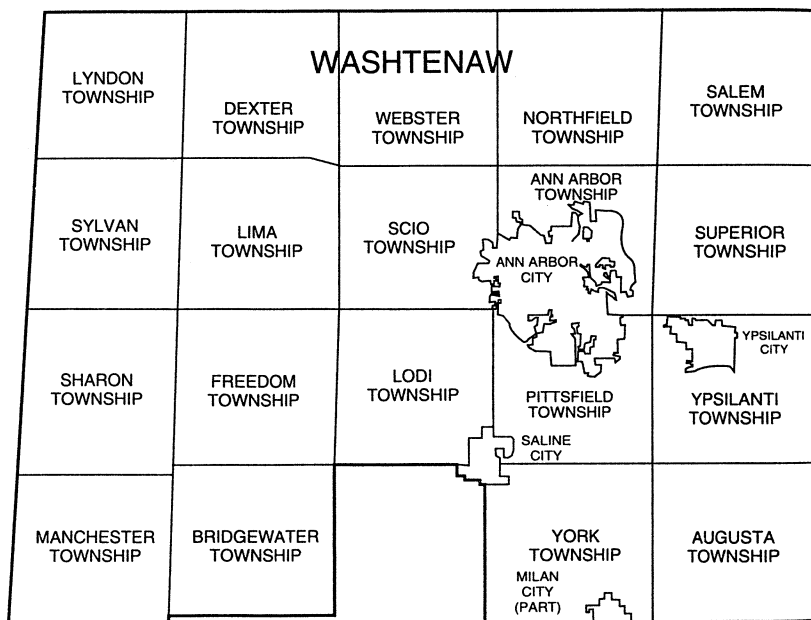 WASHTENAW
LYNDON
TOWNSHIP
DEXTER
TOWNSHIP
WEBSTER
TOWNSHIP
NORTHFIELD
TOWNSHIP
SALEM
TOWNSHIP
SYLVAN
TOWNSHIP
LIMA
TOWNSHIP
SCIO
TOWNSHIP
ANN ARBOR
TOWNSHIP
ANN ARBOR
CITY
SUPERIOR
TOWNSHIP
SHARON
TOWNSHIP
FREEDOM
TOWNSHIP
LODI
TOWNSHIP
PITTSFIELD
TOWNSHIP
YPSILANTI
CITY
YPSILANTI
TOWNSHIP
SALINE
CITY
MANCHESTER
TOWNSHIP
BRIDGEWATER
TOWNSHIP
YORK
TOWNSHIP
AUGUSTA
TOWNSHIP
MILAN
CITY
(PART)